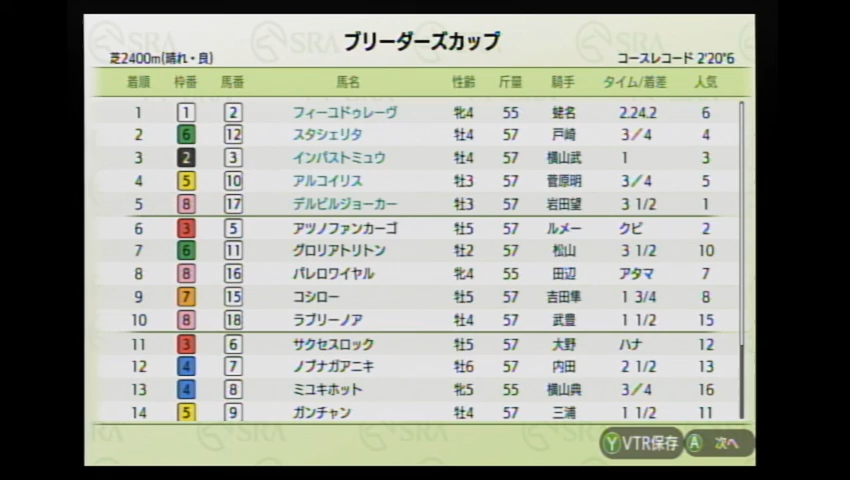 ブリーダーズカップ
芝2400m(晴れ・良) コースレコード 2'20"6
着順 枠番 馬番 馬名 性齢 斤量 騎手 タイム/着差 人気
1 1 2 フィーコドゥレーヴ 牝4 55 蛯名 2.24.2 6
2 6 12 スタシェリタ 牡4 57 戸崎 3/4 4
3 2 3 インパストミュウ 牡4 57 横山武 1 3
4 5 10 アルコイリス 牡3 57 菅原明 3/4 5
5 8 17 デルビルジョーカー 牡3 57 岩田望 3 1/2 1
6 3 5 アツノファンカーゴ 牡5 57 ルメー クビ 2
7 6 11 グロリアトリトン 牡2 57 松山 3 1/2 10
8 8 16 パレロワイヤル 牝4 55 田辺 アタマ 7
9 7 15 コシロー 牡5 57 吉田隼 1 3/4 8
10 8 18 ラブリーノア 牡4 57 武豊 1 1/2 15
11 3 6 サクセスロック 牡5 57 大野 ハナ 12
12 4 7 ノブナガアニキ 牡6 57 内田 2 1/2 13
13 4 8 ミユキホット 牝5 55 横山典 3/4 16
14 5 9 ガンチャン 牡4 57 三浦 1 1/2 11
Y VTR保存 A 次へ
SRA